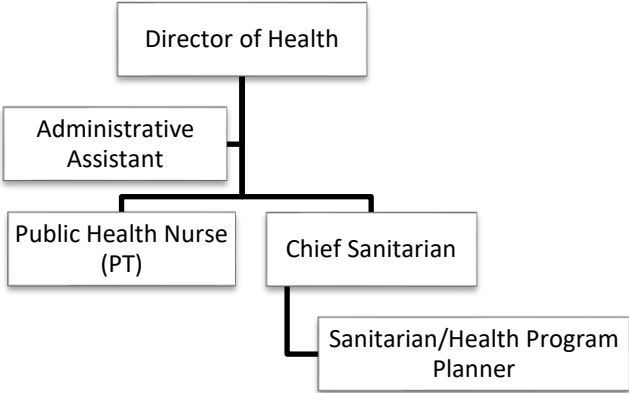 Director of Health
Administrative
Assistant
Public Health Nurse
(PT)
Chief Sanitarian
Sanitarian/Health Program
Planner